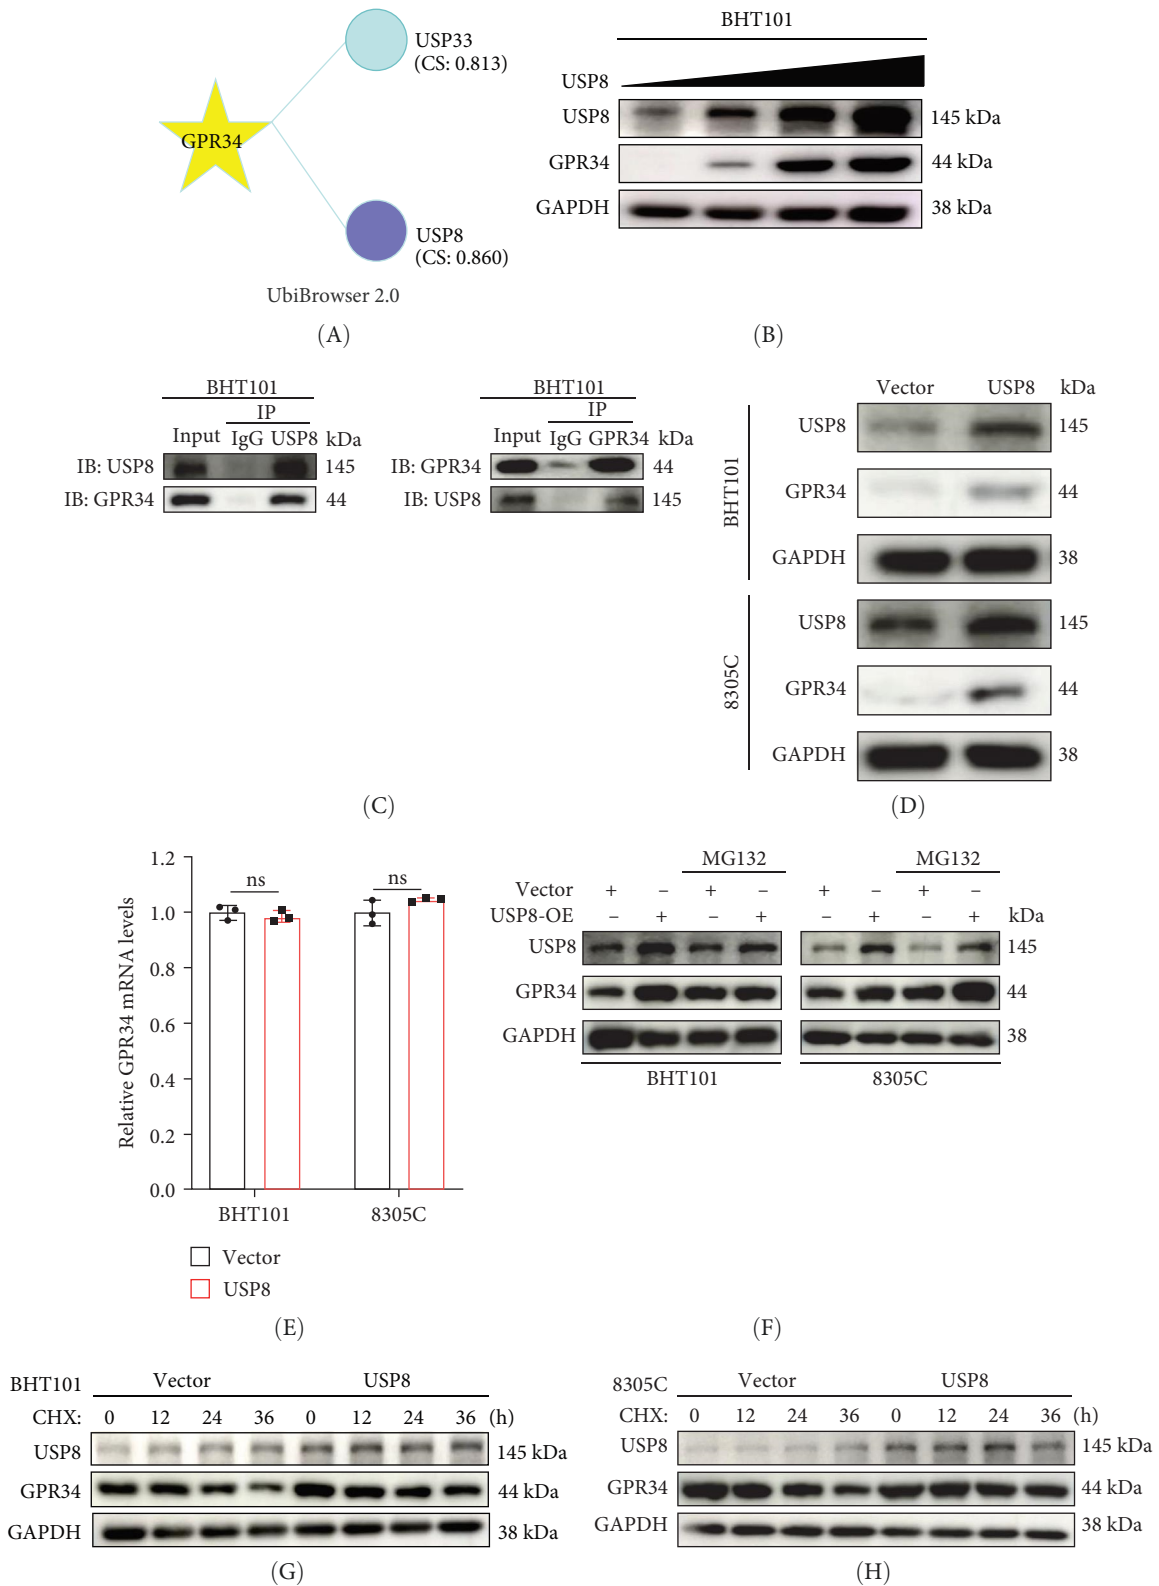 USP33
(CS: 0.813)
GPR34
USP8
(CS: 0.860)
UbiBrowser 2.0
(A)
BHT101
USP8
USP8 145 kDa
GPR34 44 kDa
GAPDH 38 kDa
(B)
BHT101
IP
Input IgG USP8 kDa
IB: USP8 145
IB: GPR34 44
BHT101
IP
Input IgG GPR34 kDa
IB: GPR34 44
IB: USP8 145
(C)
Vector USP8 kDa
BHT101
USP8 145
GPR34 44
GAPDH 38
8305C
USP8 145
GPR34 44
GAPDH 38
(D)
Relative GPR34 mRNA levels
1.2
1.0
0.8
0.6
0.4
0.2
0.0
ns ns
BHT101 8305C
Vector
USP8
(E)
MG132 MG132
Vector + – + – + – + –
USP8-OE – + – + – + – + kDa
USP8 145
GPR34 44
GAPDH 38
BHT101 8305C
(F)
BHT101 Vector USP8
CHX: 0 12 24 36 0 12 24 36 (h)
USP8 145 kDa
GPR34 44 kDa
GAPDH 38 kDa
(G)
8305C Vector USP8
CHX: 0 12 24 36 0 12 24 36 (h)
USP8 145 kDa
GPR34 44 kDa
GAPDH 38 kDa
(H)